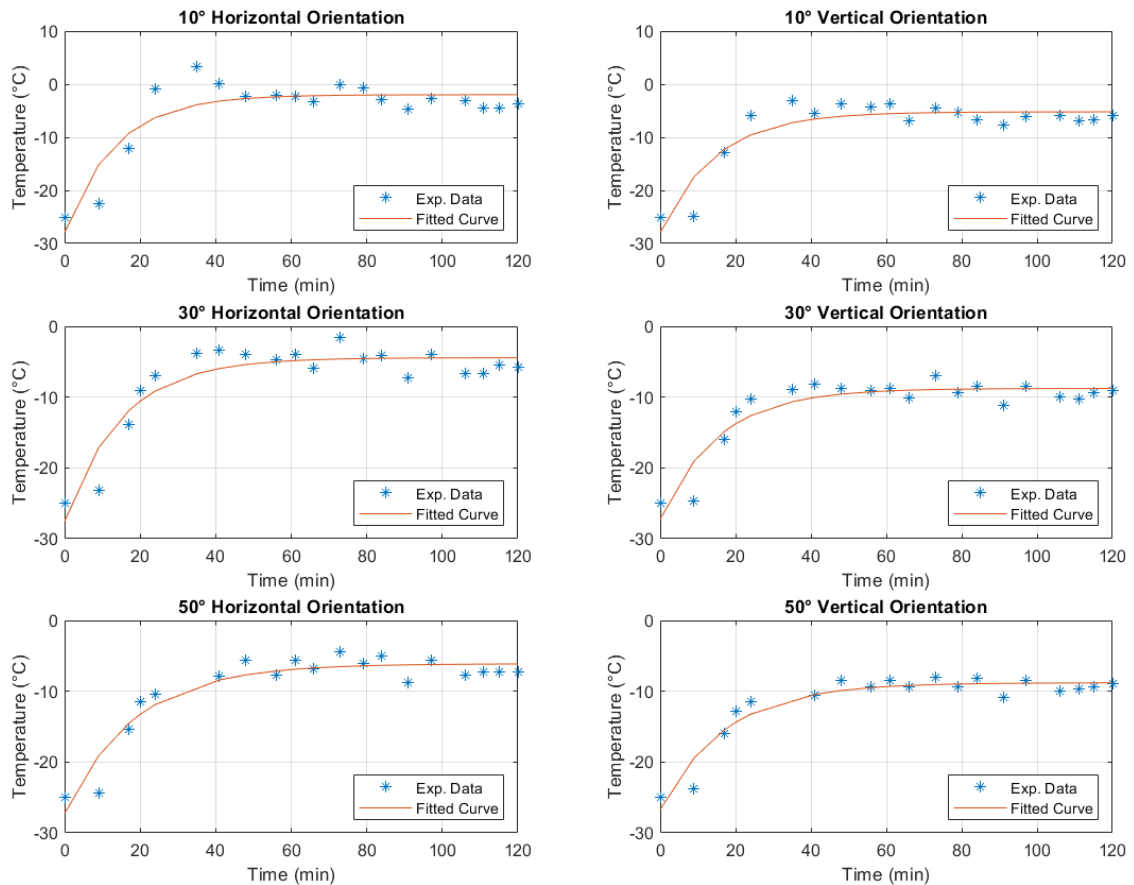 10° Horizontal Orientation
10
0
-10
-20
-30
Temperature (°C)
0 20 40 60 80 100 120
Time (min)
Exp. Data
Fitted Curve
10° Vertical Orientation
10
0
-10
-20
-30
Temperature (°C)
0 20 40 60 80 100 120
Time (min)
Exp. Data
Fitted Curve
30° Horizontal Orientation
0
-10
-20
-30
Temperature (°C)
0 20 40 60 80 100 120
Time (min)
Exp. Data
Fitted Curve
30° Vertical Orientation
0
-10
-20
-30
Temperature (°C)
0 20 40 60 80 100 120
Time (min)
Exp. Data
Fitted Curve
50° Horizontal Orientation
0
-10
-20
-30
Temperature (°C)
0 20 40 60 80 100 120
Time (min)
Exp. Data
Fitted Curve
50° Vertical Orientation
0
-10
-20
-30
Temperature (°C)
0 20 40 60 80 100 120
Time (min)
Exp. Data
Fitted Curve